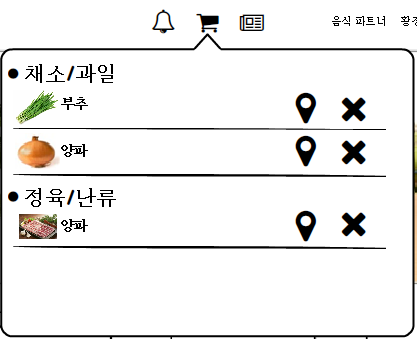 음식 파트너
채소/과일
부추
양파
정육/난류
양파